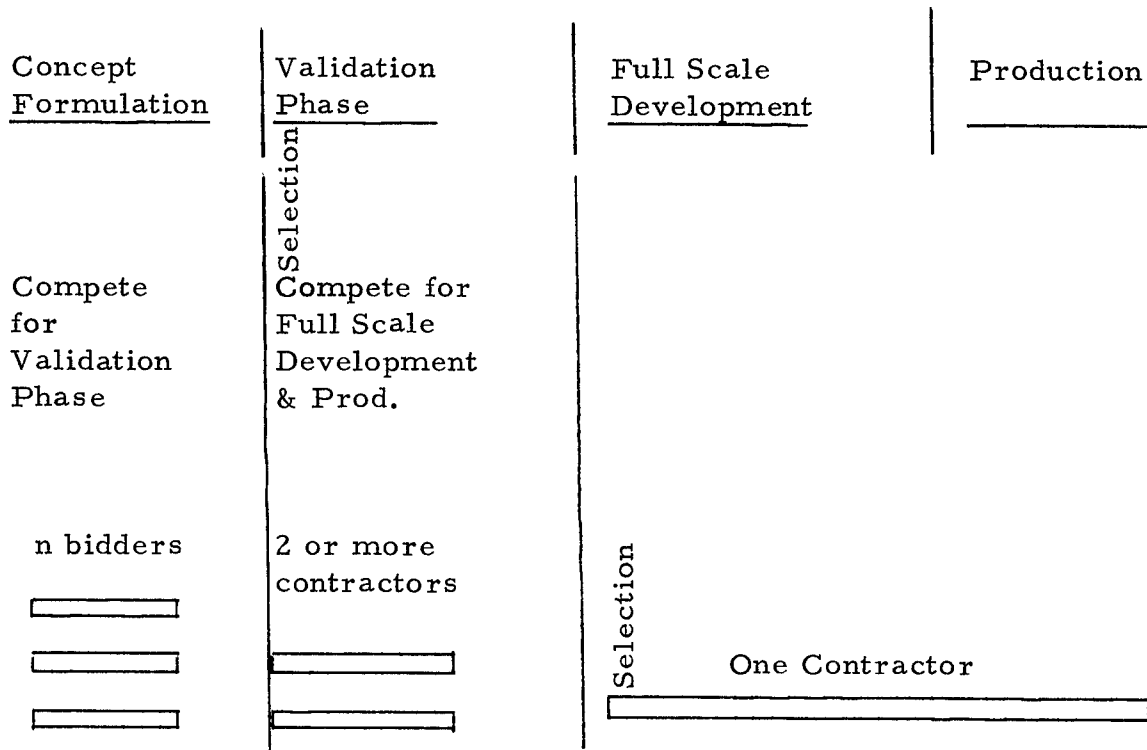 Concept
Formulation
Validation
Phase
Full Scale
Development
Production
Selection
Compete
for
Validation
Phase
Compete for
Full Scale
Development
& Prod.
n bidders
2 or more
contractors
Selection
One Contractor